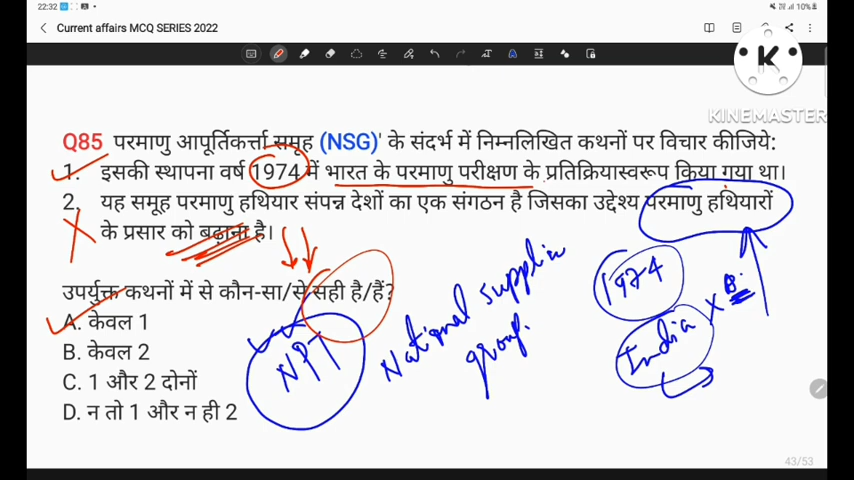 22:32
10%
Current affairs MCQ SERIES 2022
KINEMASTER
Q85 परमाणु आपूर्तिकर्त्ता समूह (NSG)' के संदर्भ में निम्नलिखित कथनों पर विचार कीजिये:
1. इसकी स्थापना वर्ष 1974 में भारत के परमाणु परीक्षण के प्रतिक्रियास्वरूप किया गया था।
2. यह समूह परमाणु हथियार संपन्न देशों का एक संगठन है जिसका उद्देश्य परमाणु हथियारों
के प्रसार को बढ़ाना है।
उपर्युक्त कथनों में से कौन-सा/से सही है/हैं?
A. केवल 1
B. केवल 2
C. 1 और 2 दोनों
D. न तो 1 और न ही 2
NPT
National supplier
group.
1974
India
43/53